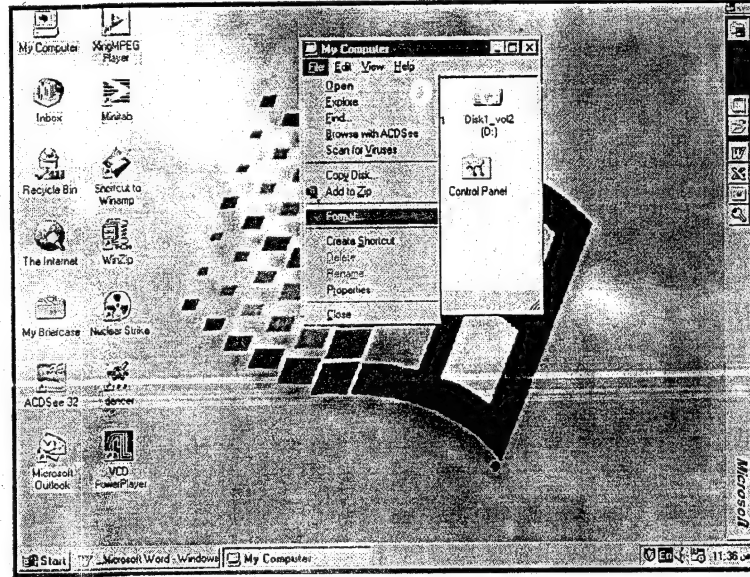 My Computer
XingMPEG
Player
Inbox
Minitab
Recycle Bin
Shortcut to
Winamp
The Internet
WinZip
My Briefcase
Nuclear Strike
ACDSee 32
dancer
Microsoft
Outlook
VCD
PowerPlayer
My Computer
File Edit View Help
Open
Explore
Find...
Browse with ACDSee
Scan for Viruses
Copy Disk...
Add to Zip
Format...
Create Shortcut
Delete
Rename
Properties
Close
Disk1_vol2
(D:)
Control Panel
Microsoft
Start
Microsoft Word - Windows
My Computer
En
11:36